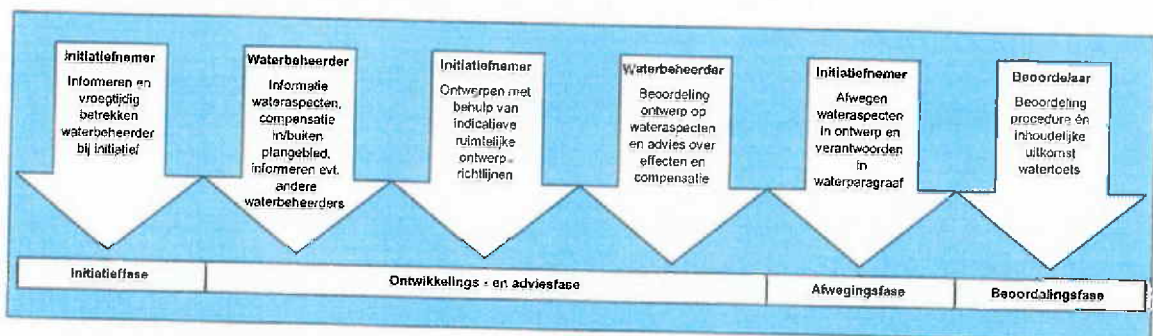 Initiatiefnemer
Informeren en
vroegtijdig
betrekken
waterbeheerder
bij initiatief
Waterbeheerder
Informatie
wateraspecten,
compensatie
in/buiten
plangebied,
informeren evt.
andere
waterbeheerders
Initiatiefnemer
Ontwerpen met
behulp van
indicatieve
ruimtelijke
ontwerp-
richtlijnen
Waterbeheerder
Beoordeling
ontwerp op
wateraspecten
en advies over
effecten en
compensatie
Initiatiefnemer
Afwegen
wateraspecten
in ontwerp en
verantwoorden
in
waterparagraaf
Beoordelaar
Beoordeling
procedure én
inhoudelijke
uitkomst
watertoets
Initiatieffase
Ontwikkelings - en adviesfase
Afwegingsfase
Beoordalingsfase